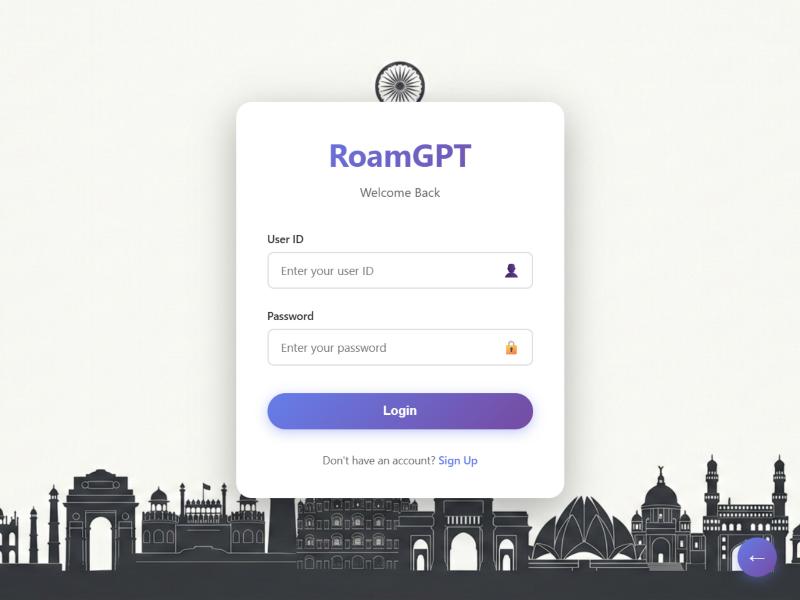 RoamGPT
Welcome Back
User ID
Enter your user ID
Password
Enter your password
Login
Don't have an account? Sign Up